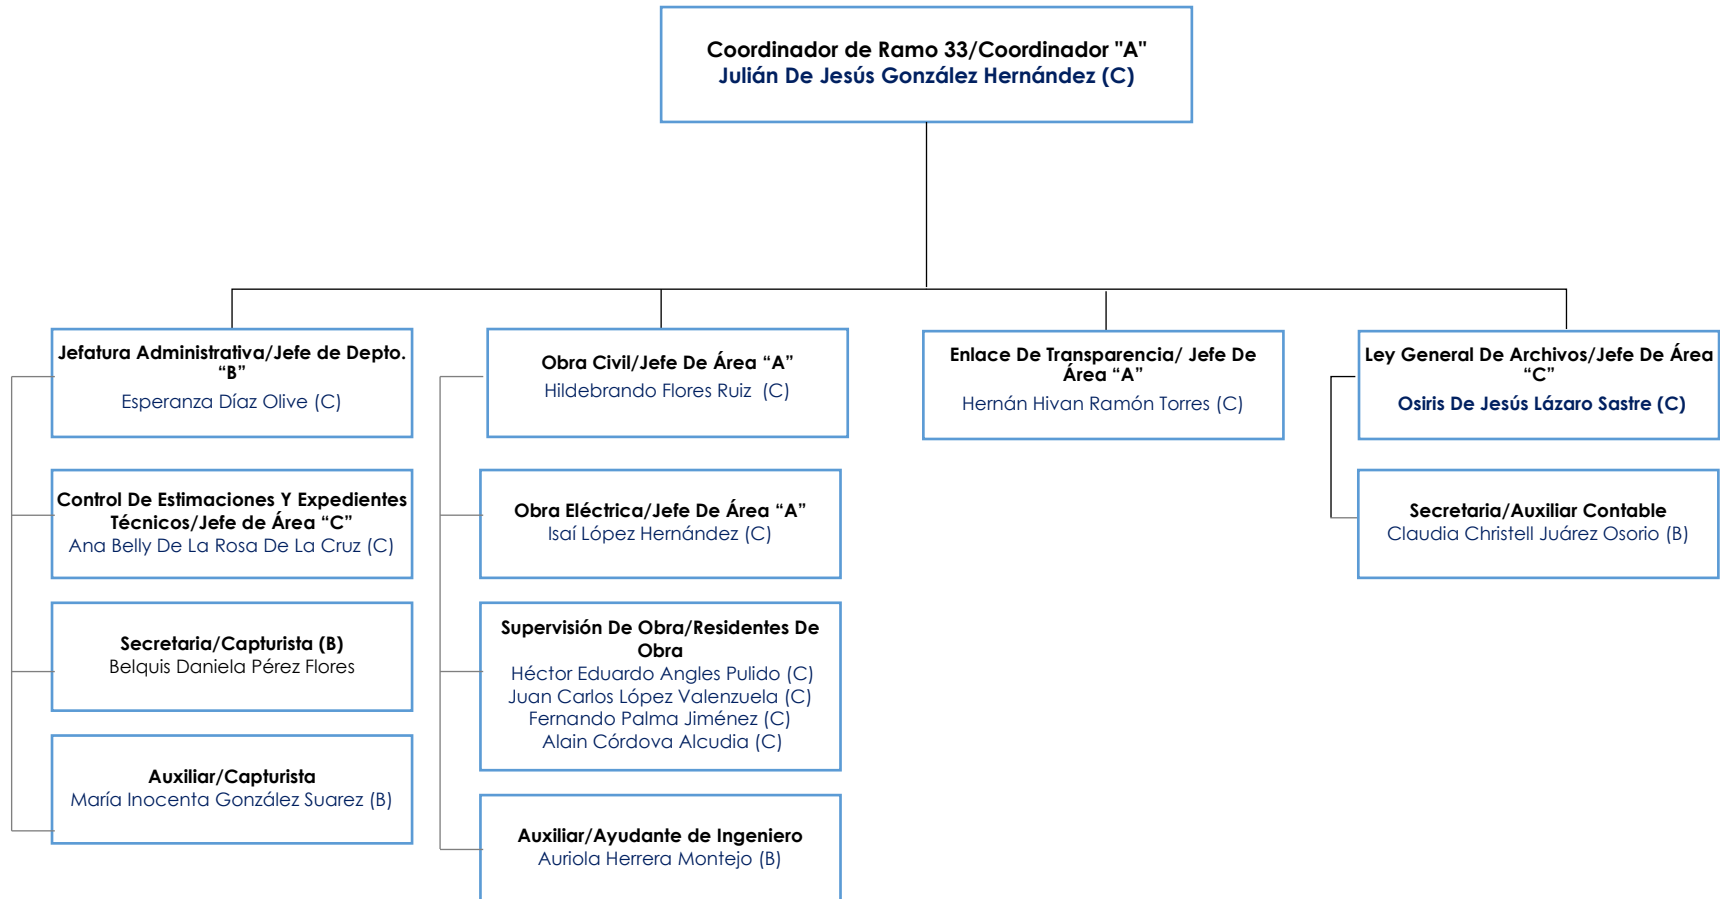 Coordinador de Ramo 33/Coordinador "A"
Julián De Jesús González Hernández (C)
Jefatura Administrativa/Jefe de Depto.
“B”
Esperanza Díaz Olive (C)
Control De Estimaciones Y Expedientes
Técnicos/Jefe de Área “C”
Ana Belly De La Rosa De La Cruz (C)
Secretaria/Capturista (B)
Belquis Daniela Pérez Flores
Auxiliar/Capturista
María Inocenta González Suarez (B)
Obra Civil/Jefe De Área “A”
Hildebrando Flores Ruiz  (C)
Obra Eléctrica/Jefe De Área “A”
Isaí López Hernández (C)
Supervisión De Obra/Residentes De
Obra
Héctor Eduardo Angles Pulido (C)
Juan Carlos López Valenzuela (C)
Fernando Palma Jiménez (C)
Alain Córdova Alcudia (C)
Auxiliar/Ayudante de Ingeniero
Auriola Herrera Montejo (B)
Enlace De Transparencia/ Jefe De
Área “A”
Hernán Hivan Ramón Torres (C)
Ley General De Archivos/Jefe De Área
“C”
Osiris De Jesús Lázaro Sastre (C)
Secretaria/Auxiliar Contable
Claudia Christell Juárez Osorio (B)